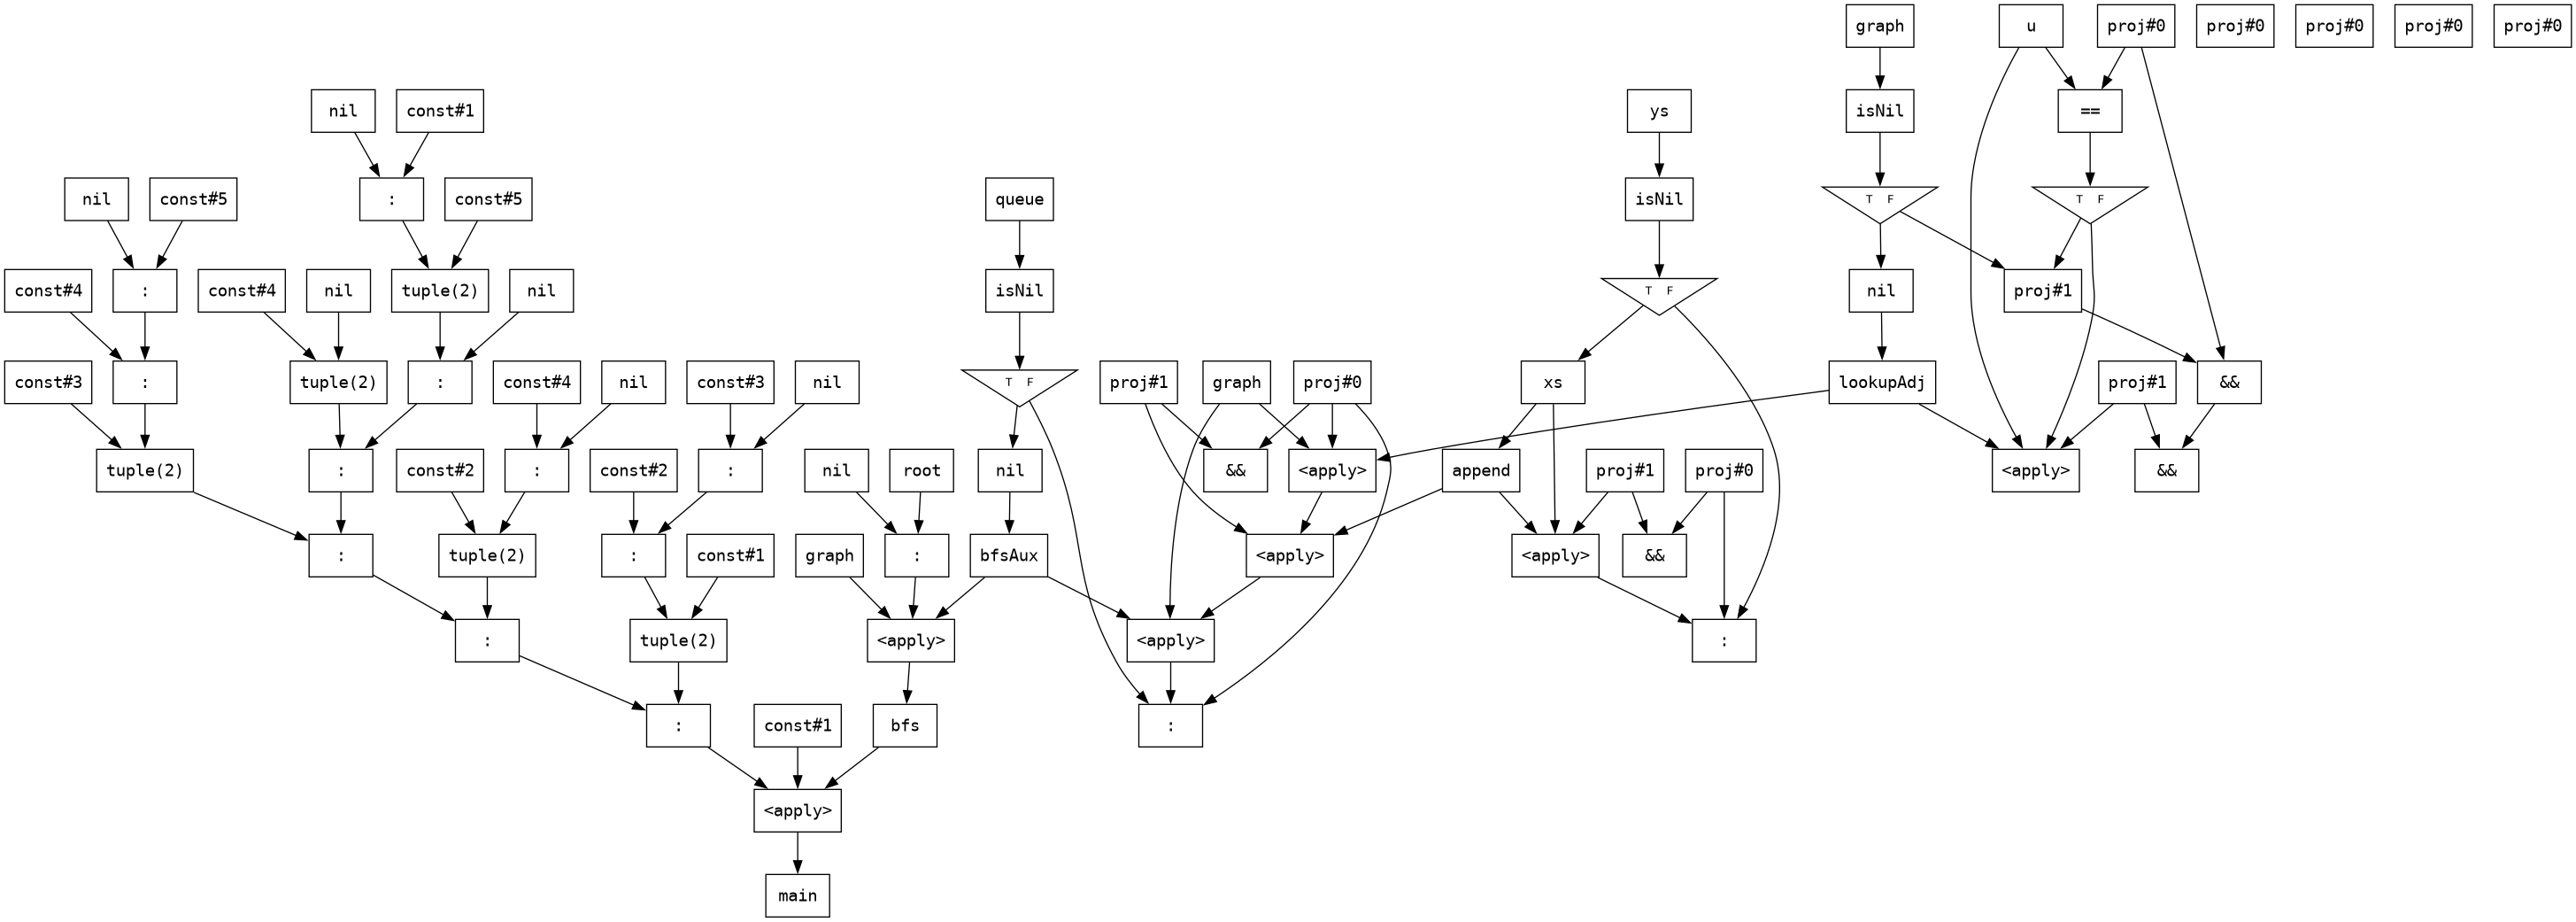 graph u proj#0 proj#0 proj#0 proj#0 proj#0
nil const#1 ys isNil ==
nil const#5 : const#5 queue isNil T F T F
const#4 : const#4 nil tuple(2) nil isNil T F nil proj#1
const#3 : tuple(2) : const#4 nil const#3 nil T F proj#1 graph proj#0 xs lookupAdj proj#1 &&
tuple(2) : const#2 : const#2 : nil root nil && <apply> append proj#1 proj#0 <apply> &&
: tuple(2) : const#1 graph : bfsAux <apply> <apply> &&
: tuple(2) <apply> <apply> :
: const#1 bfs :
<apply>
main